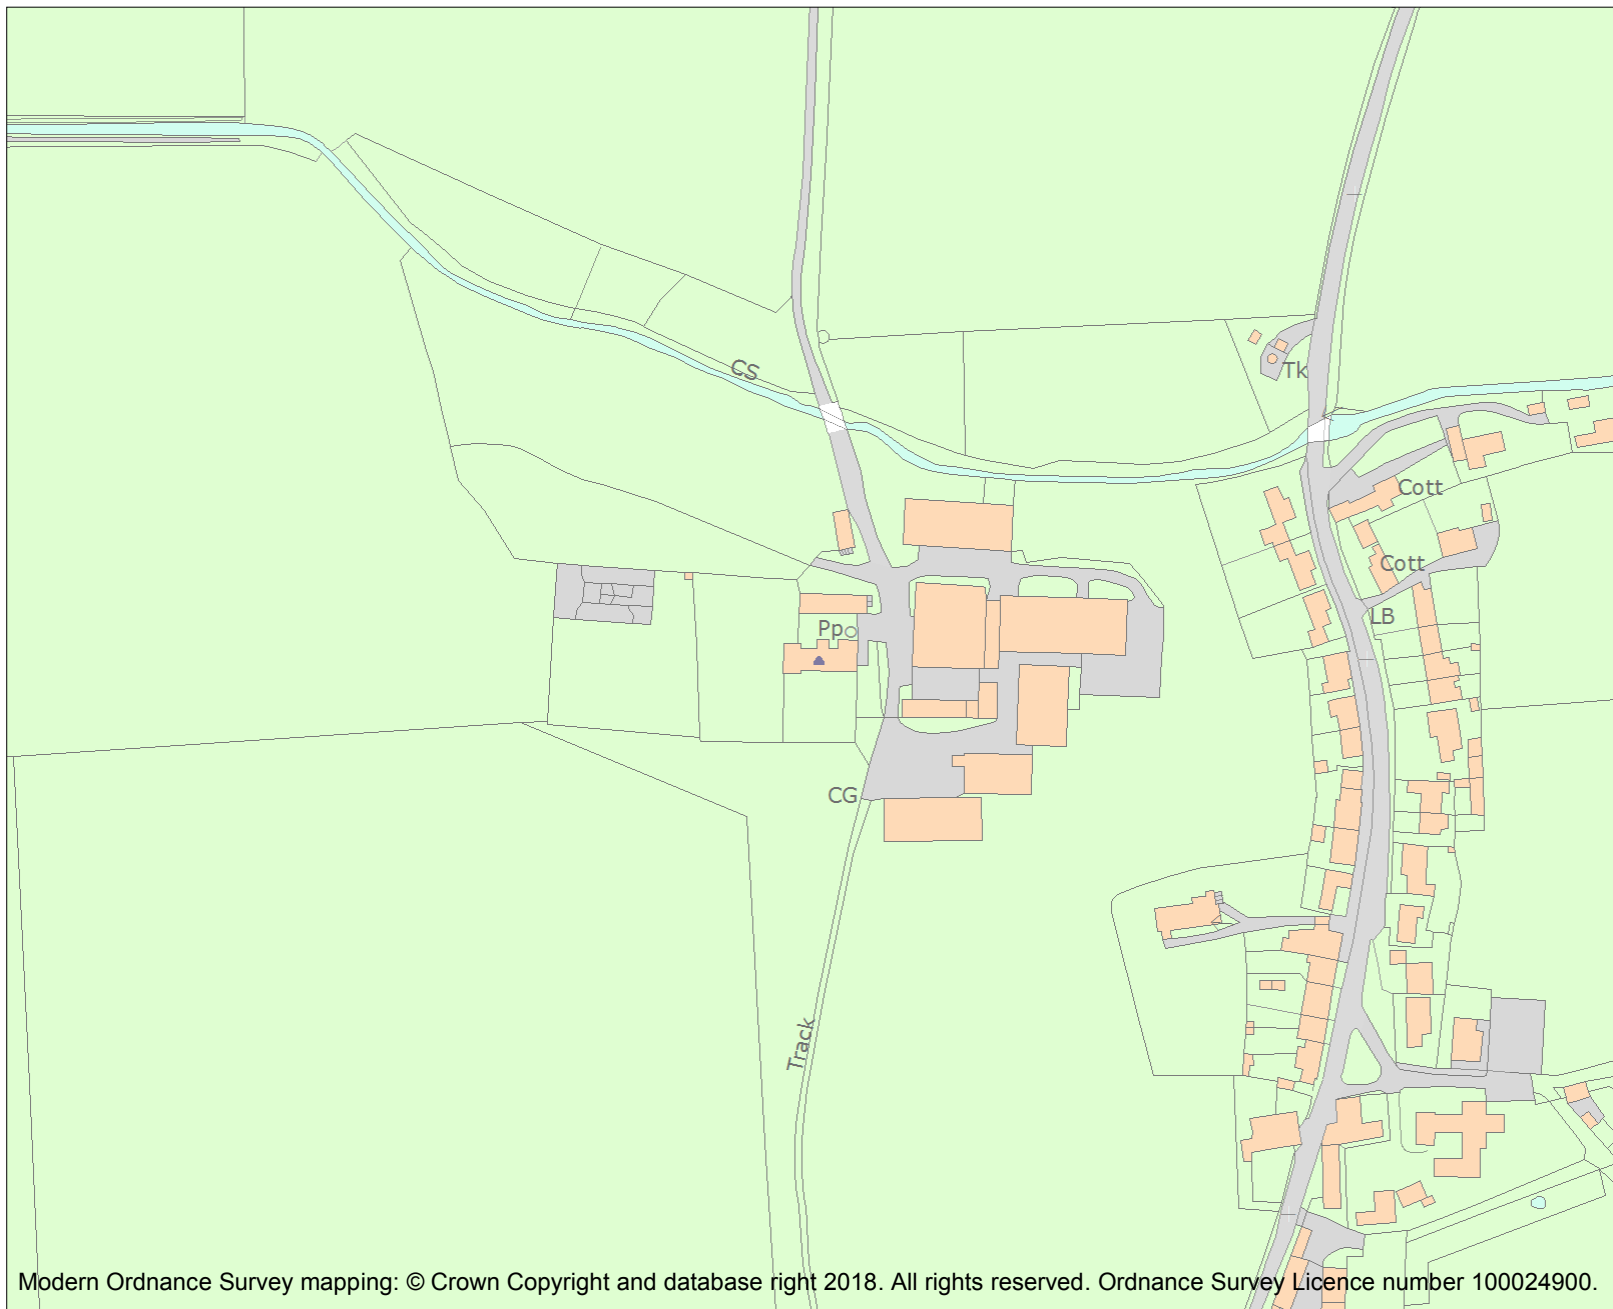 CS
Tk
Cott
Cott
LB
Pp
CG
Track
Modern Ordnance Survey mapping: © Crown Copyright and database right 2018. All rights reserved. Ordnance Survey Licence number 100024900.